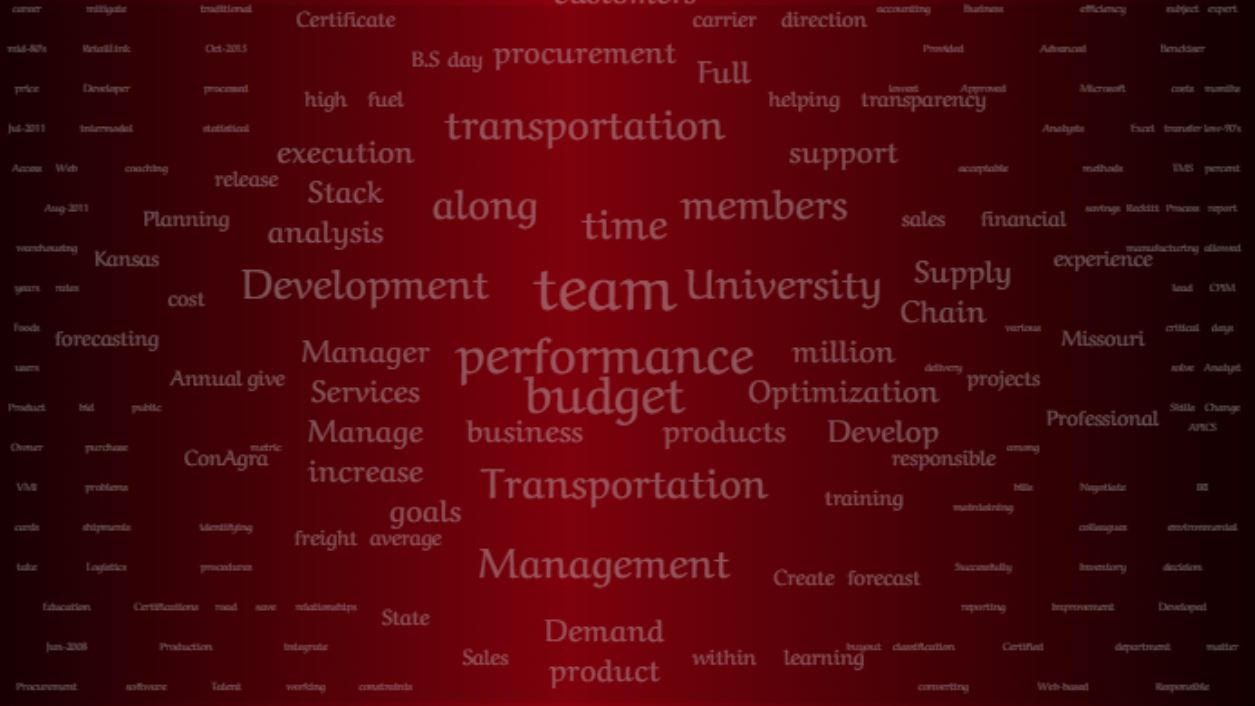 customers
career mitigate traditional Certificate carrier direction accounting Business efficiency subject expert
mid-80's RetailLink Oct-2013 B.S day procurement Full Provided Advanced Benckiser
price Developer processed high fuel helping transparency lowest Approved Microsoft costs months
Jul-2011 Intermodal statistical transportation Analysts Excel transfer low-90's
execution support
Access Web coaching release Stack acceptable methods TMS percent
Aug-2011 Planning along time members sales financial savings Reckitt Process report
analysis
warehousing Kansas experience manufacturing allowed
years rates cost Development team University Supply lead CPIM
Chain
Foods forecasting various Missouri critical days
Manager performance million
users Annual give Services budget Optimization delivery projects solve Analyst
Product bid public Professional Skills Change
Manage business products Develop APICS
Owner purchase ConAgra metric responsible among
increase
VMI problems Transportation training bills Negotiate BI
goals maintaining
cards shipments identifying freight average colleagues environmental
take Logistics procedures Management Create forecast Successfully Inventory decision
Education Certifications road save relationships State reporting Improvement Developed
Demand
Jun-2008 Production integrate Sales within learning buyout classification Certified department matter
product
Procurement software Talent working constraints converting Web-based Responsible